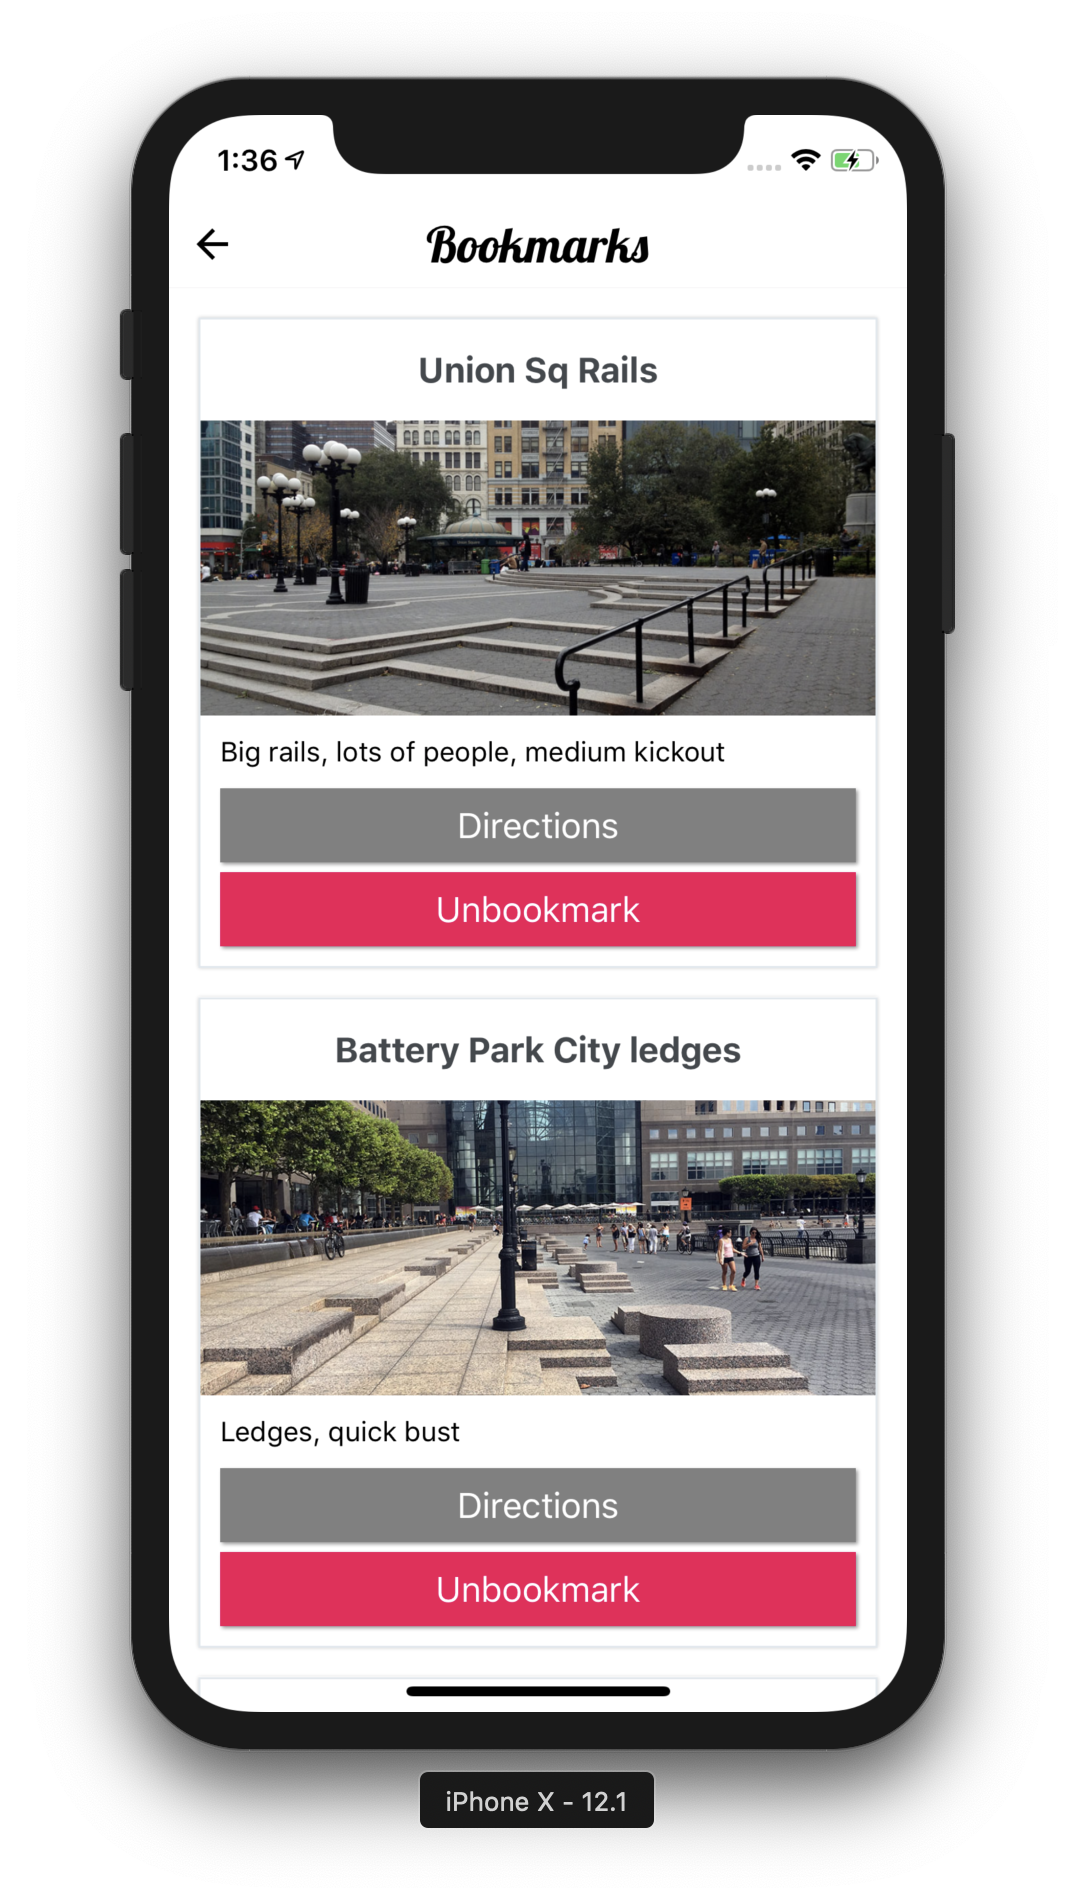 1:36
Bookmarks
Union Sq Rails
Big rails, lots of people, medium kickout
Directions
Unbookmark
Battery Park City ledges
Ledges, quick bust
Directions
Unbookmark
iPhone X - 12.1